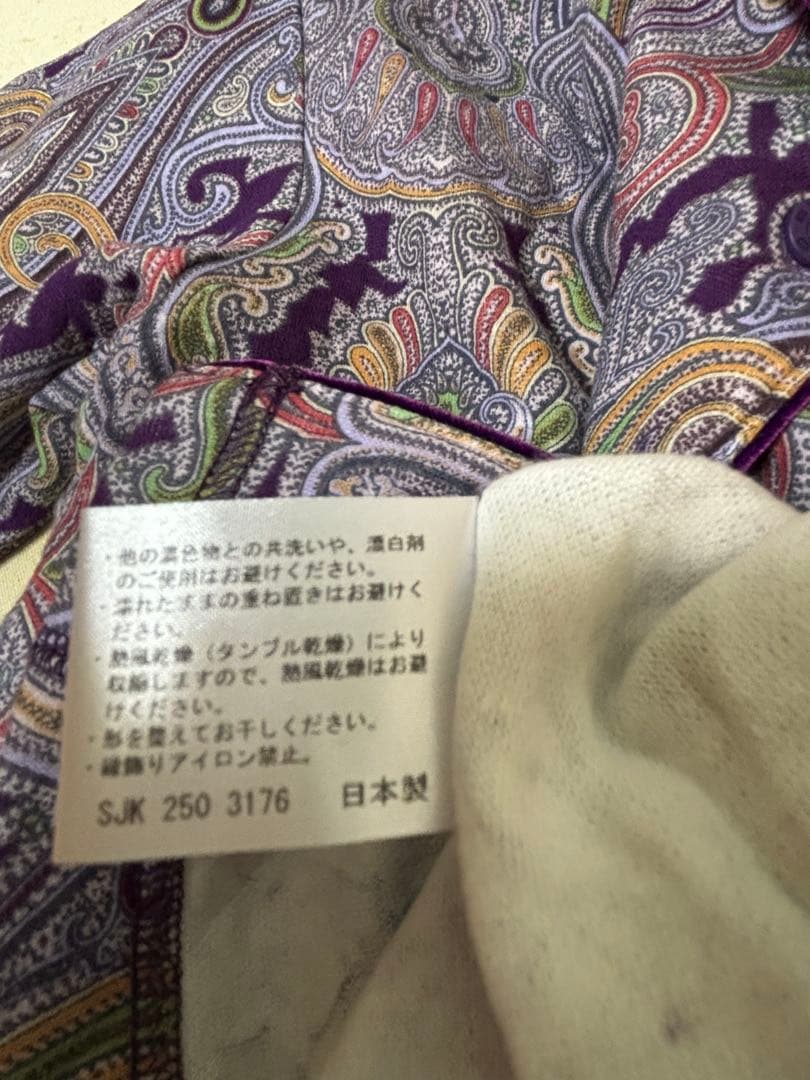 ・他の濃色物との共洗いや、漂白剤
のご使用はお避けください。
・濡れたままの重ね置きはお避けく
ださい。
・熱風乾燥（タンブル乾燥）により
収縮しますので、熱風乾燥はお避
けください。
・形を整えてお干しください。
・縁飾りアイロン禁止。
SJK 250 3176 日本製